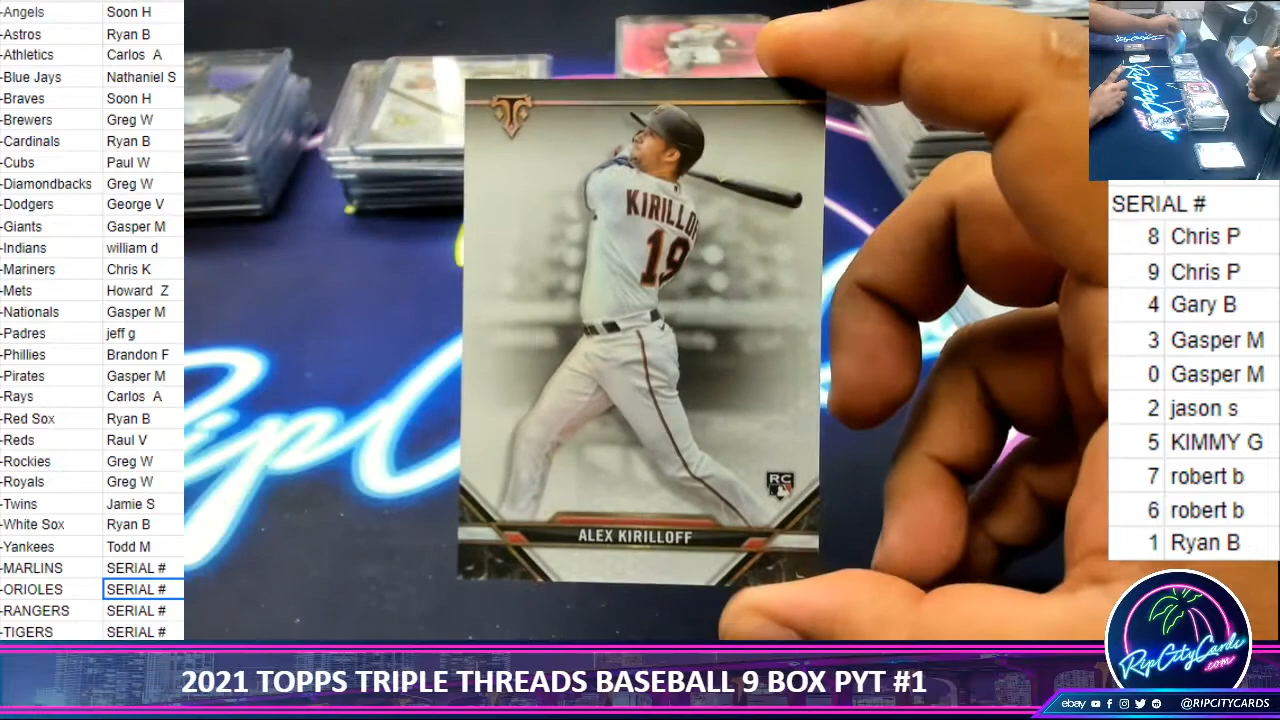 -Angels Soon H
-Astros Ryan B
-Athletics Carlos A
-Blue Jays Nathaniel S
-Braves Soon H
-Brewers Greg W
-Cardinals Ryan B
-Cubs Paul W
-Diamondbacks Greg W
-Dodgers George V
-Giants Gasper M
-Indians william d
-Mariners Chris K
-Mets Howard Z
-Nationals Gasper M
-Padres jeff g
-Phillies Brandon F
-Pirates Gasper M
-Rays Carlos A
-Red Sox Ryan B
-Reds Raul V
-Rockies Greg W
-Royals Greg W
-Twins Jamie S
-White Sox Ryan B
-Yankees Todd M
-MARLINS SERIAL #
-ORIOLES SERIAL #
-RANGERS SERIAL #
-TIGERS SERIAL #
KIRILLOF
19
RC
ALEX KIRILLOFF
SERIAL #
8 Chris P
9 Chris P
4 Gary B
3 Gasper M
0 Gasper M
2 jason s
5 KIMMY G
7 robert b
6 robert b
1 Ryan B
RipCityCards
.com
2021 TOPPS TRIPLE THREADS BASEBALL 9 BOX PYT #1
ebay @RIPCITYCARDS